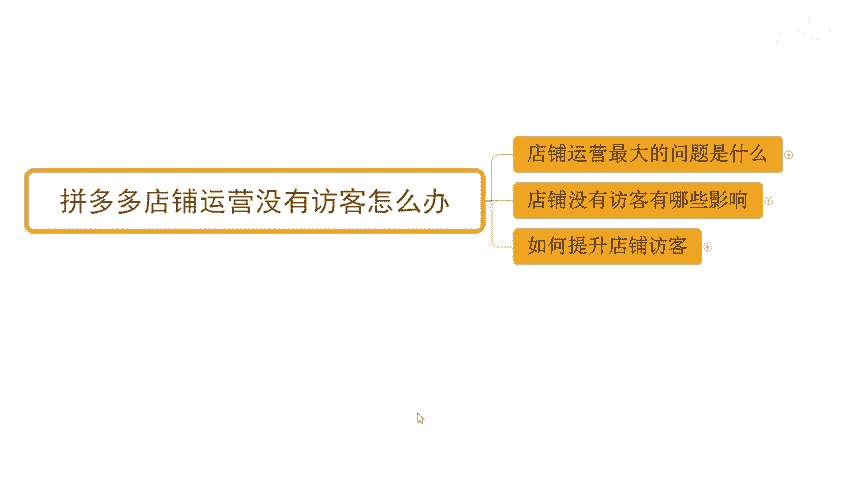 拼多多店铺运营没有访客怎么办
店铺运营最大的问题是什么
店铺没有访客有哪些影响
如何提升店铺访客